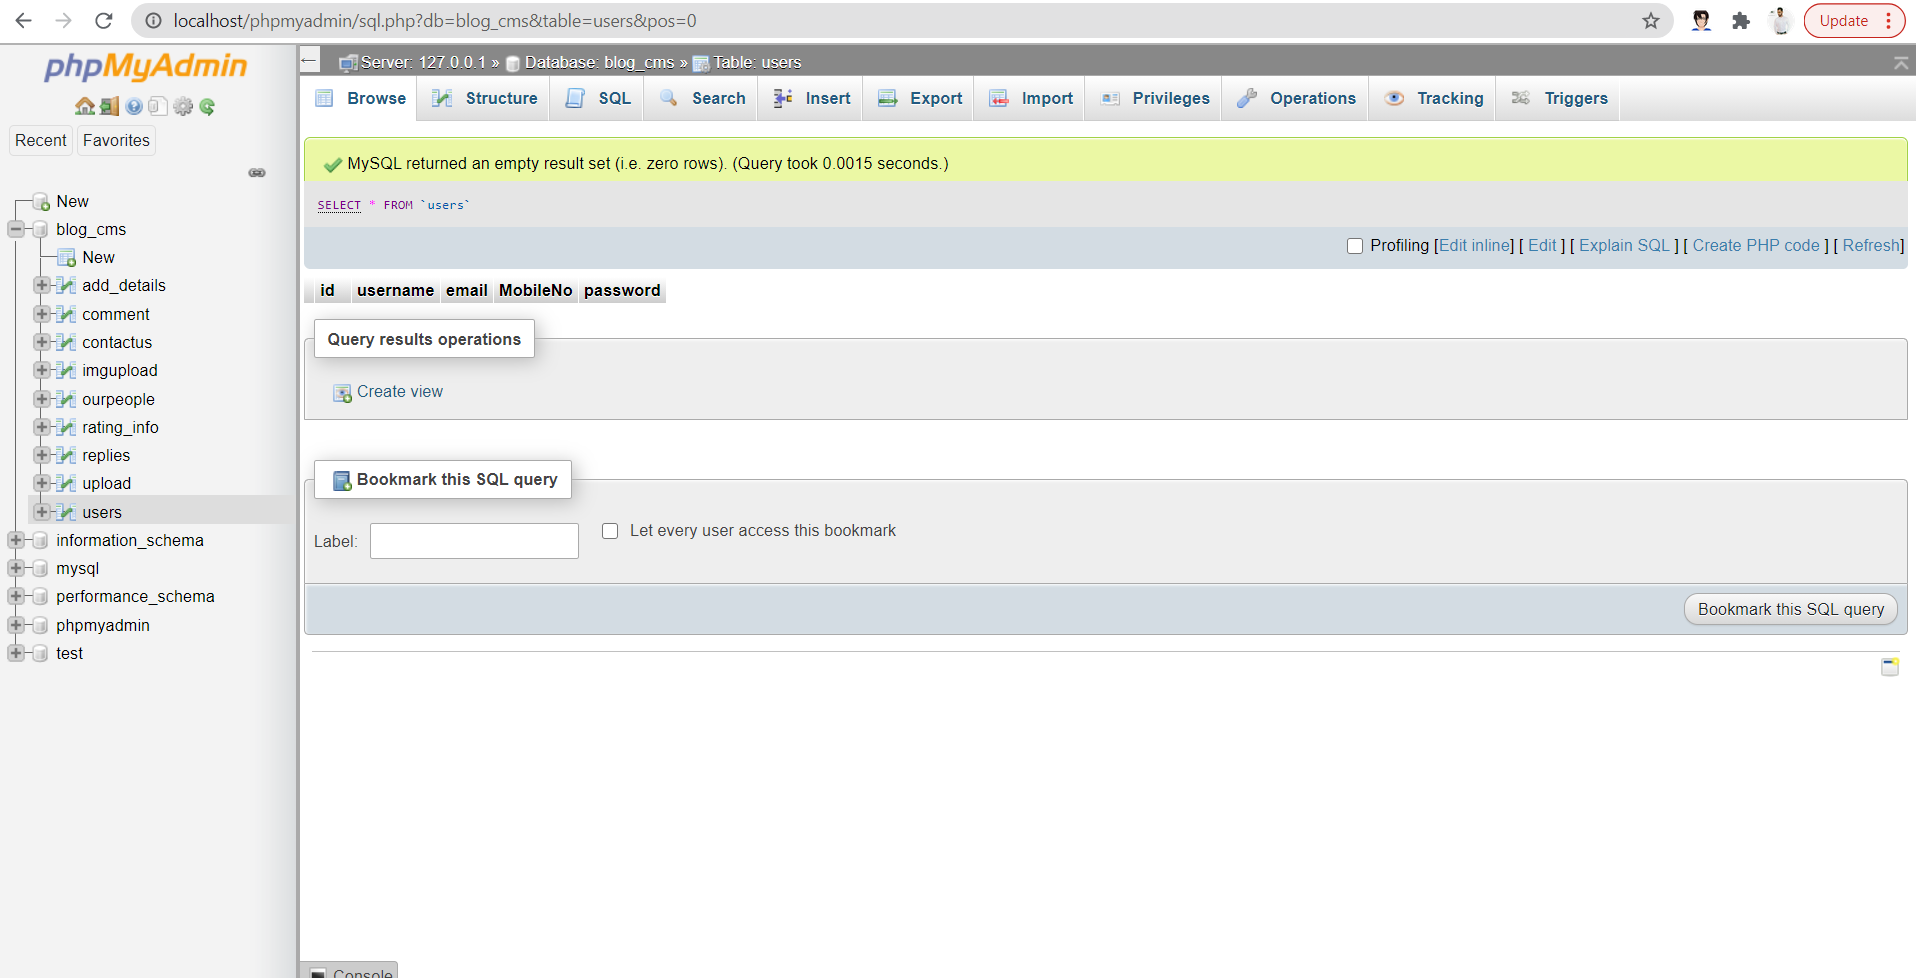 localhost/phpmyadmin/sql.php?db=blog_cms&table=users&pos=0
Update
phpMyAdmin
Recent
Favorites
New
blog_cms
New
add_details
comment
contactus
imgupload
ourpeople
rating_info
replies
upload
users
information_schema
mysql
performance_schema
phpmyadmin
test
Server: 127.0.0.1 » Database: blog_cms » Table: users
Browse Structure SQL Search Insert Export Import Privileges Operations Tracking Triggers
MySQL returned an empty result set (i.e. zero rows). (Query took 0.0015 seconds.)
SELECT * FROM `users`
Profiling [Edit inline] [ Edit ] [ Explain SQL ] [ Create PHP code ] [ Refresh]
id username email MobileNo password
Query results operations
Create view
Bookmark this SQL query
Label:
Let every user access this bookmark
Bookmark this SQL query
Console